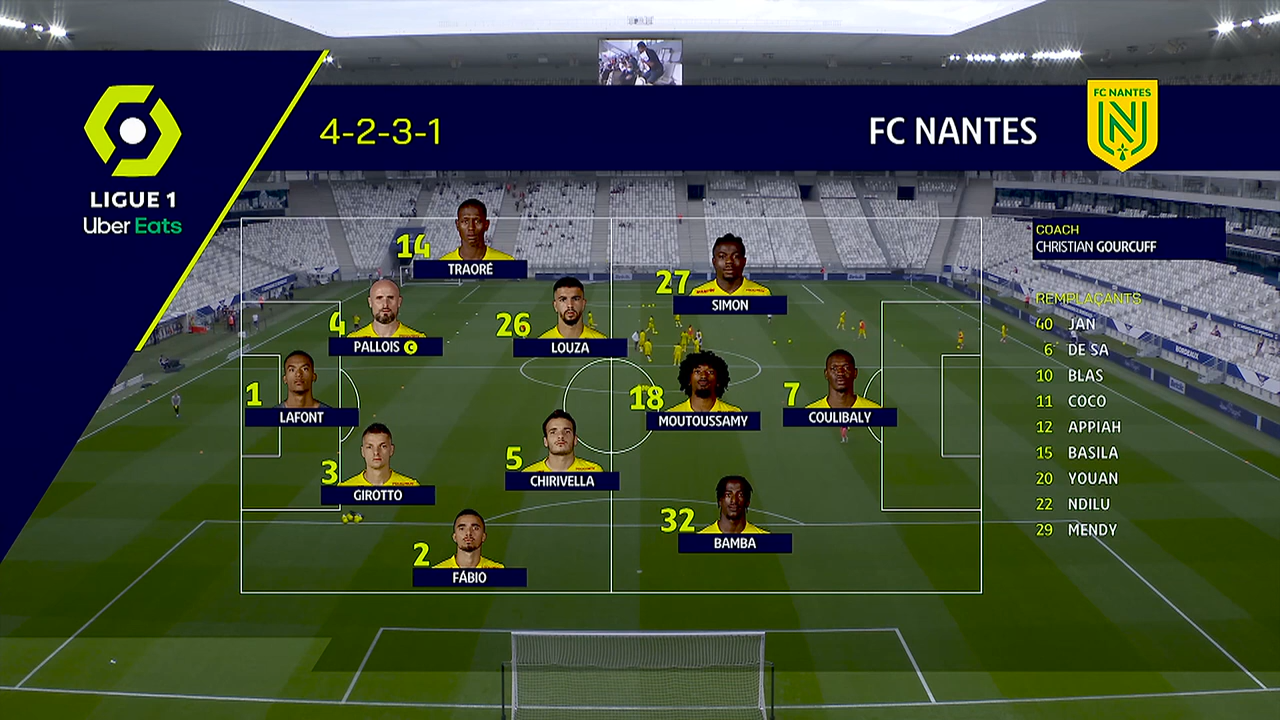 4-2-3-1
FC NANTES
FC NANTES
N
LIGUE 1
Uber Eats
14
TRAORÉ
27
SIMON
4
PALLOIS C
26
LOUZA
1
LAFONT
18
MOUTOUSSAMY
7
COULIBALY
3
GIROTTO
5
CHIRIVELLA
2
FÁBIO
32
BAMBA
COACH
CHRISTIAN GOURCUFF
REMPLAÇANTS
40 JAN
6 DE SA
10 BLAS
11 COCO
12 APPIAH
15 BASILA
20 YOUAN
22 NDILU
29 MENDY